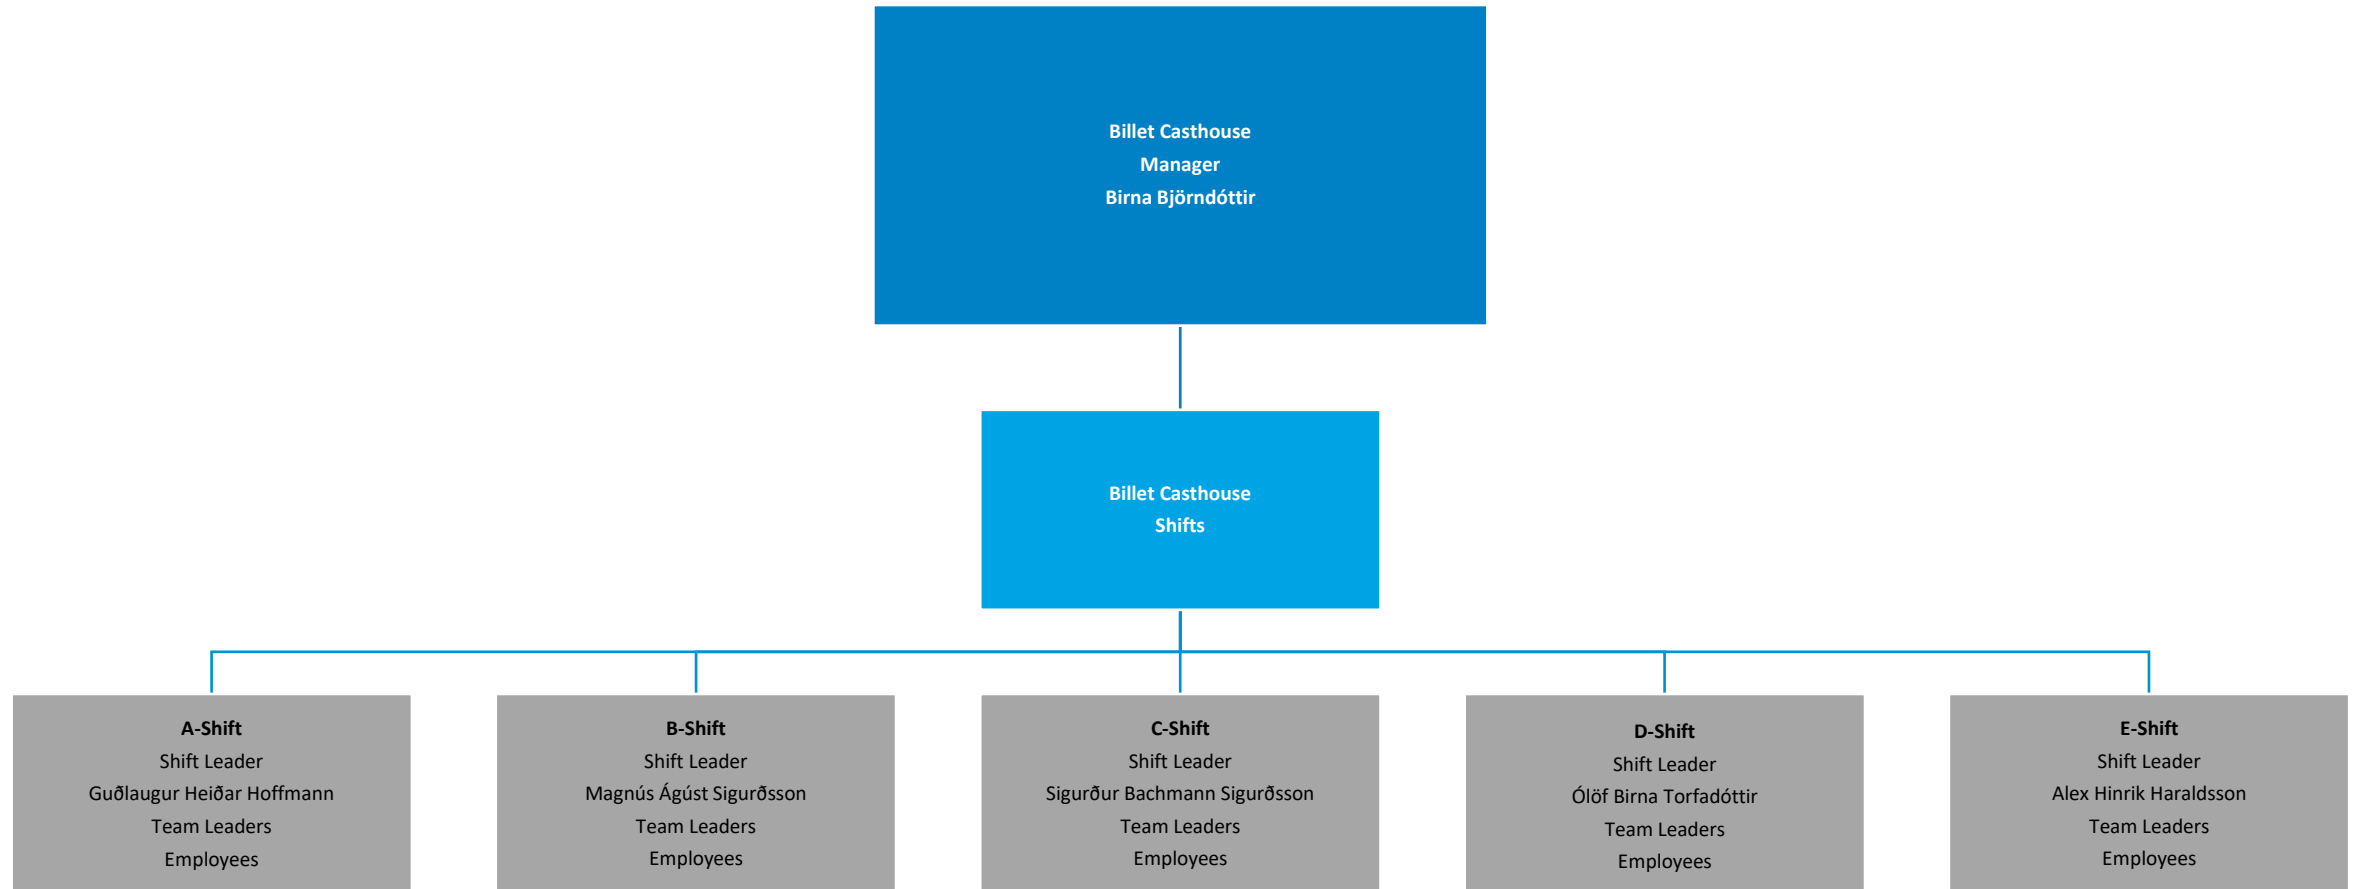 Billet Casthouse
Manager
Birna Björndóttir
Billet Casthouse
Shifts
A-Shift
Shift Leader
Guðlaugur Heiðar Hoffmann
Team Leaders
Employees
B-Shift
Shift Leader
Magnús Ágúst Sigurðsson
Team Leaders
Employees
C-Shift
Shift Leader
Sigurður Bachmann Sigurðsson
Team Leaders
Employees
D-Shift
Shift Leader
Ólöf Birna Torfadóttir
Team Leaders
Employees
E-Shift
Shift Leader
Alex Hinrik Haraldsson
Team Leaders
Employees